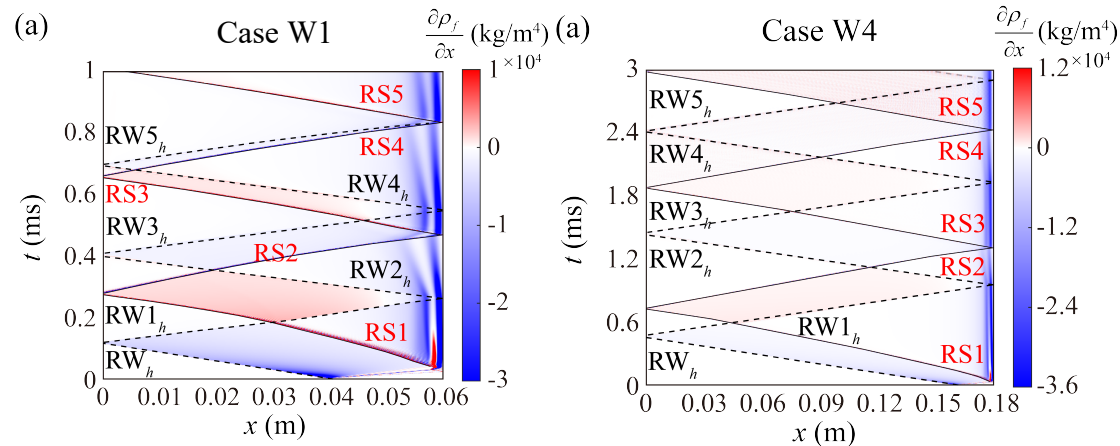 (a) Case W1 ∂ρ_f/∂x (kg/m⁴)
×10⁴
1
0
-1
-2
-3
1
0.8
0.6
0.4
0.2
0
t (ms)
RS5
RW5_h
RS4
RW4_h
RS3
RW3_h
RS2
RW2_h
RW1_h
RS1
RW_h
0 0.01 0.02 0.03 0.04 0.05 0.06
x (m)
(a) Case W4 ∂ρ_f/∂x (kg/m⁴)
×10⁴
1.2
0
-1.2
-2.4
-3.6
3
2.4
1.8
1.2
0.6
0
t (ms)
RW5_h
RS5
RW4_h
RS4
RW3_h
RS3
RW2_h
RS2
RW1_h
RS1
RW_h
0 0.03 0.06 0.09 0.12 0.15 0.18
x (m)